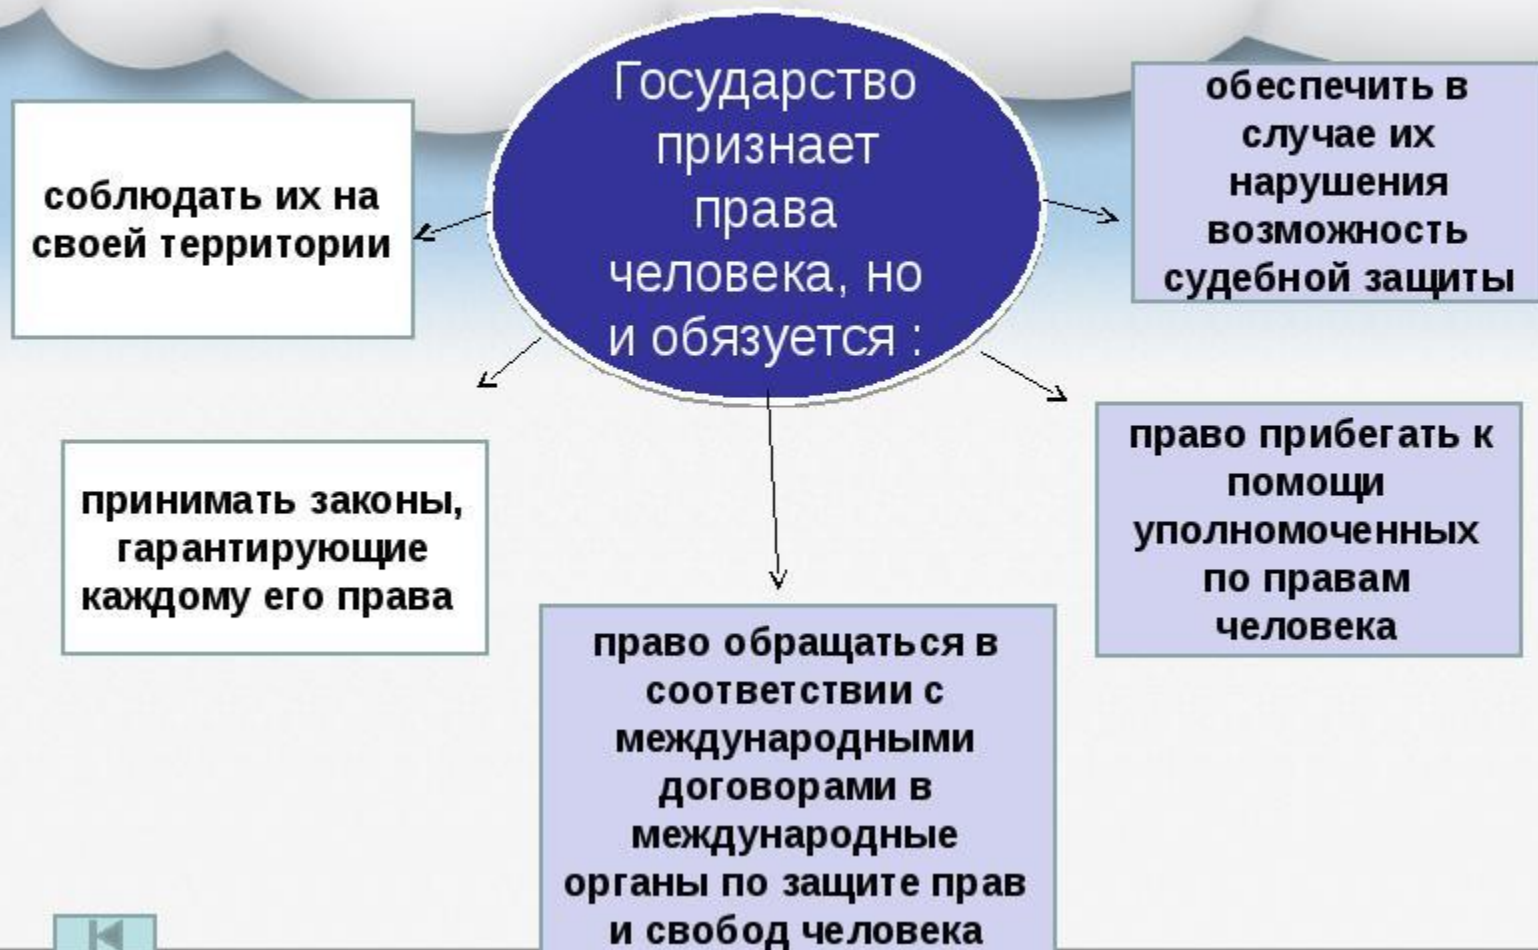 Государство
признает
права
человека, но
и обязуется :
соблюдать их на
своей территории
обеспечить в
случае их
нарушения
возможность
судебной защиты
принимать законы,
гарантирующие
каждому его права
право прибегать к
помощи
уполномоченных
по правам
человека
право обращаться в
соответствии с
международными
договорами в
международные
органы по защите прав
и свобод человека